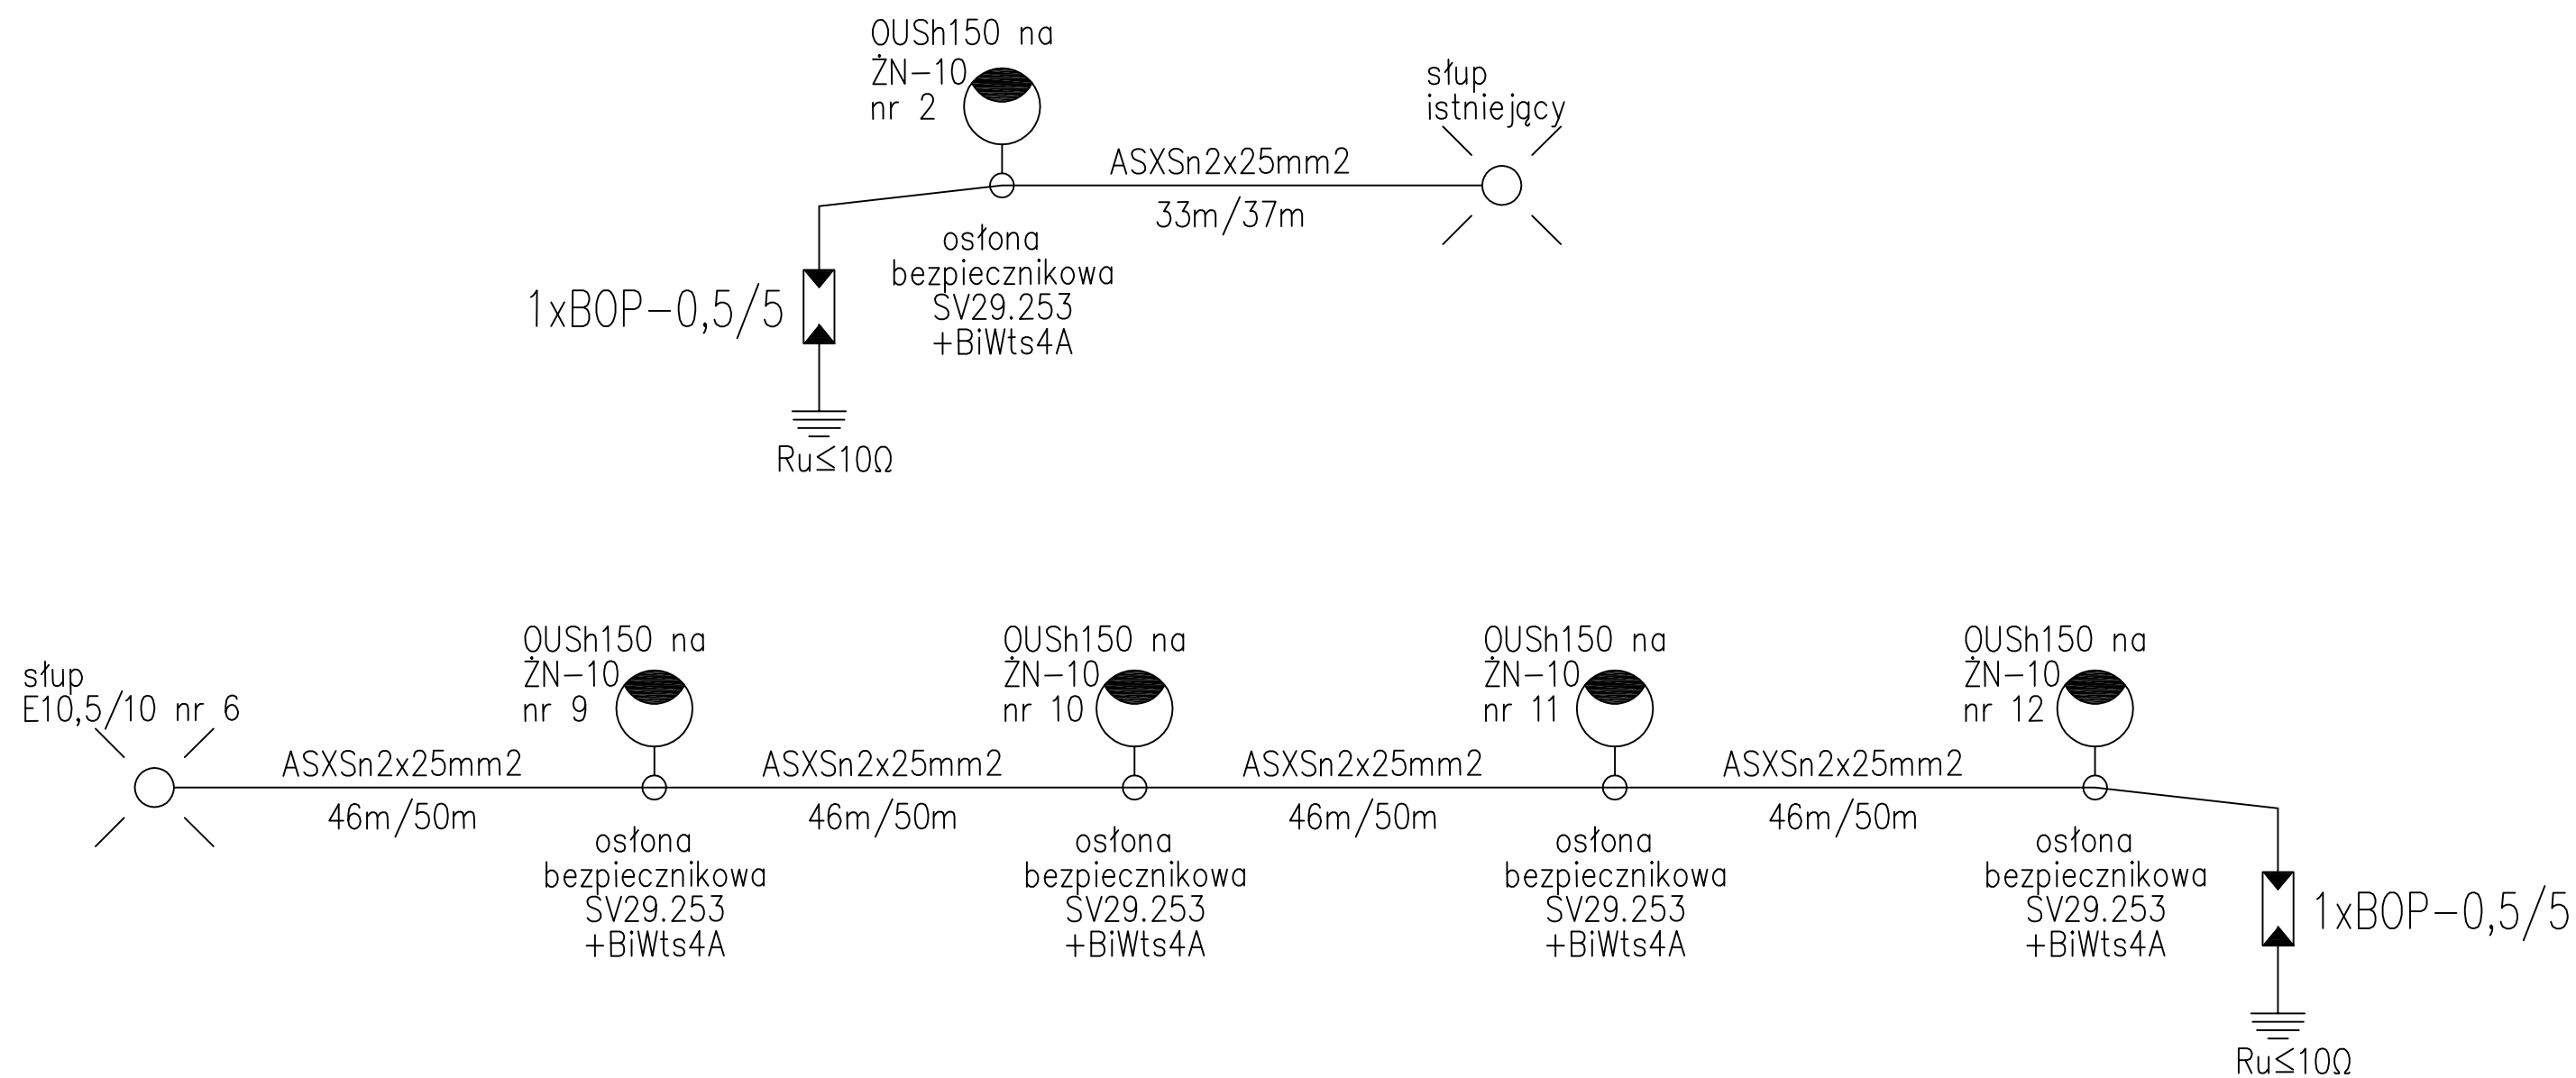 OUSh150 na
ŻN-10
nr 2
słup
istniejący
ASXSn2x25mm2
33m/37m
osłona
bezpiecznikowa
SV29.253
+BiWts4A
1xBOP-0,5/5
Ru≤10Ω
słup
E10,5/10 nr 6
OUSh150 na
ŻN-10
nr 9
OUSh150 na
ŻN-10
nr 10
OUSh150 na
ŻN-10
nr 11
OUSh150 na
ŻN-10
nr 12
ASXSn2x25mm2
46m/50m
ASXSn2x25mm2
46m/50m
ASXSn2x25mm2
46m/50m
ASXSn2x25mm2
46m/50m
osłona
bezpiecznikowa
SV29.253
+BiWts4A
osłona
bezpiecznikowa
SV29.253
+BiWts4A
osłona
bezpiecznikowa
SV29.253
+BiWts4A
osłona
bezpiecznikowa
SV29.253
+BiWts4A
1xBOP-0,5/5
Ru≤10Ω